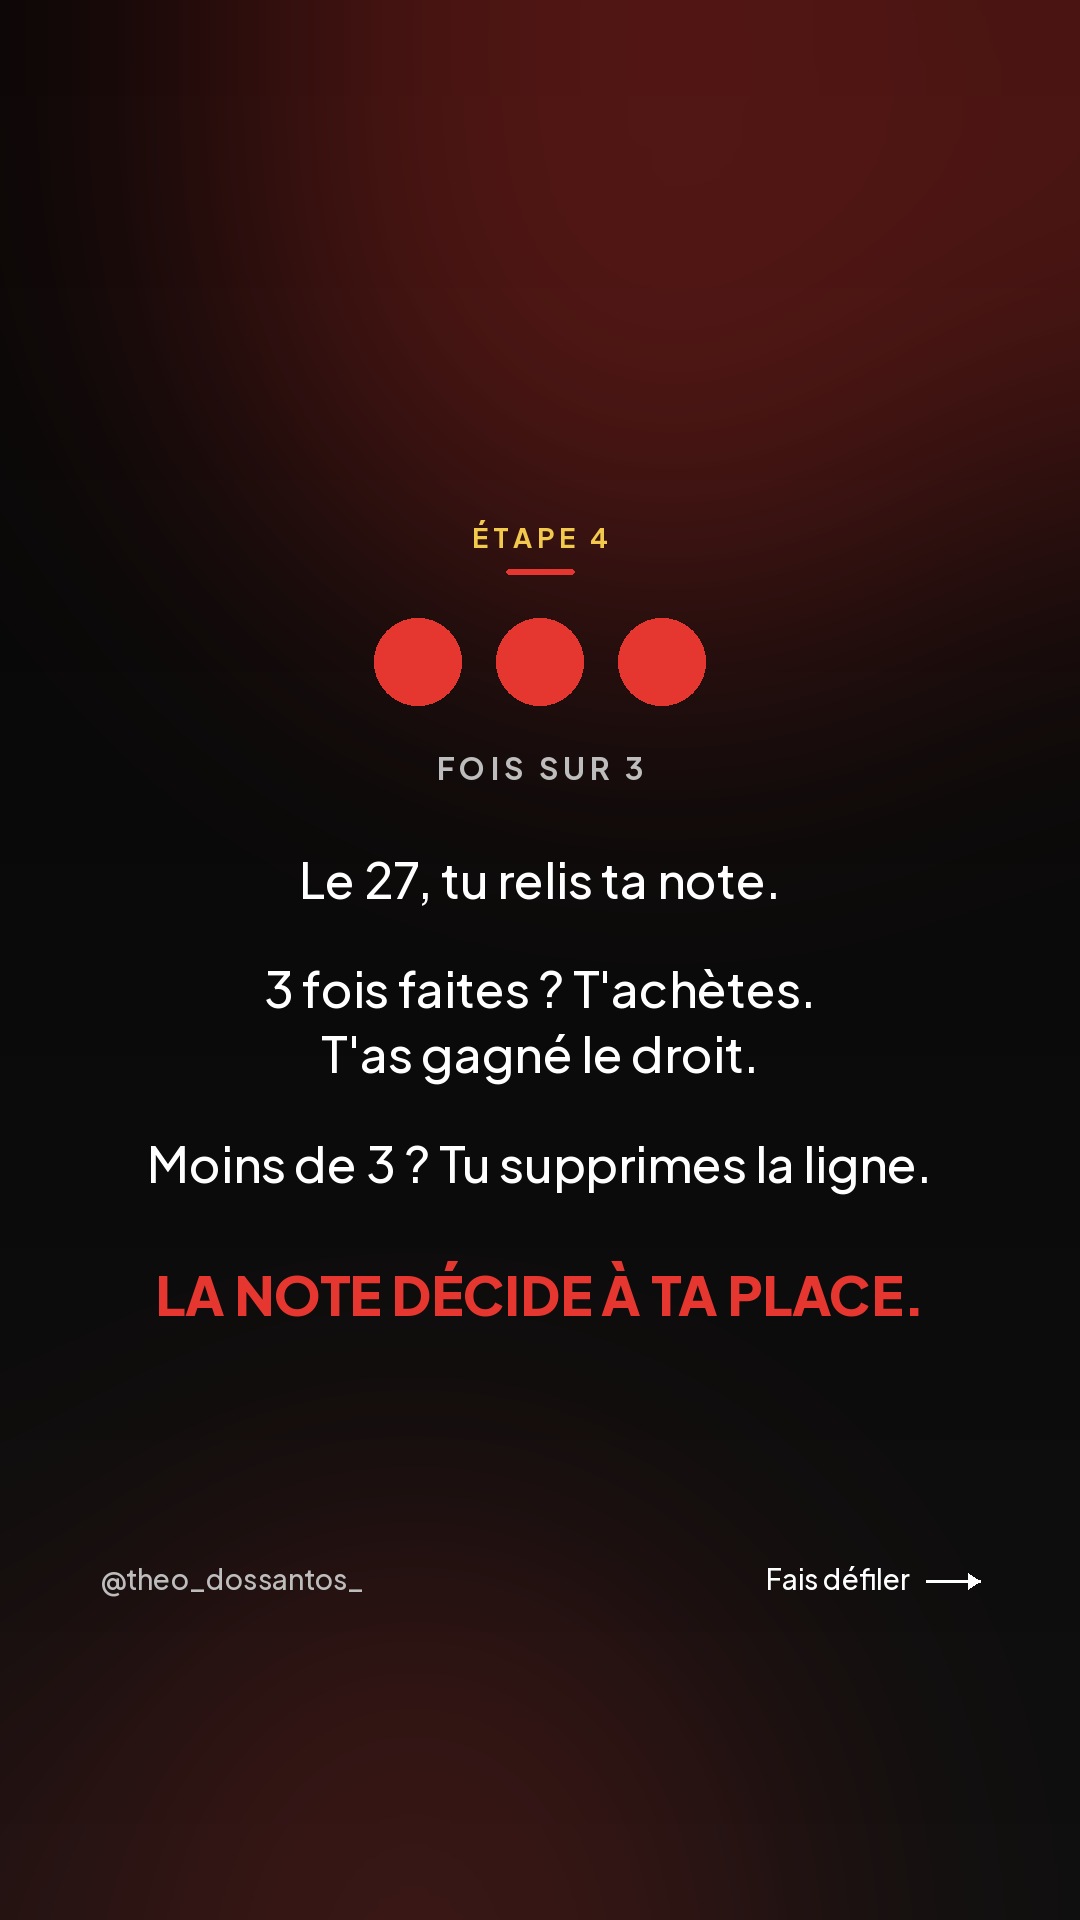 ÉTAPE 4
FOIS SUR 3
Le 27, tu relis ta note.
3 fois faites ? T'achètes.
T'as gagné le droit.
Moins de 3 ? Tu supprimes la ligne.
LA NOTE DÉCIDE À TA PLACE.
@theo_dossantos_
Fais défiler